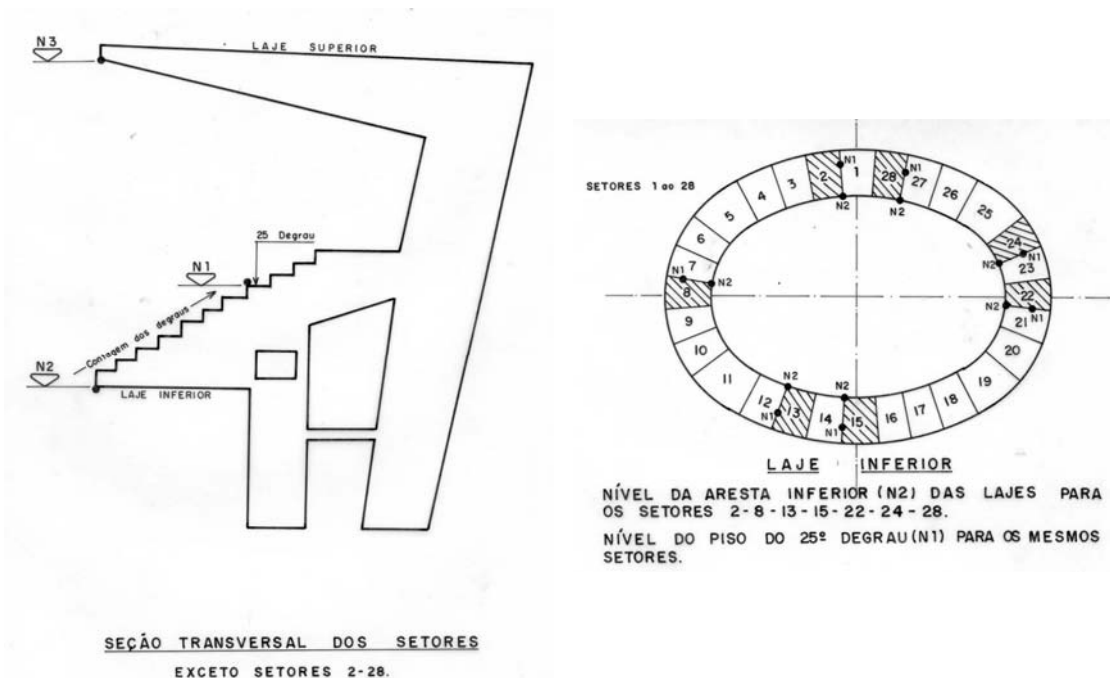 N3
LAJE SUPERIOR
25 Degrau
N1
Contagem dos degraus
N2
LAJE INFERIOR
SEÇÃO TRANSVERSAL DOS SETORES
EXCETO SETORES 2-28.
SETORES 1 ao 28
1
2
3
4
5
6
7
8
9
10
11
12
13
14
15
16
17
18
19
20
21
22
23
24
25
26
27
28
N1
N2
N1
N2
N1
N2
N1
N2
N1
N2
N1
N2
N1
N2
LAJE INFERIOR
NÍVEL DA ARESTA INFERIOR (N2) DAS LAJES PARA
OS SETORES 2-8-13-15-22-24-28.
NÍVEL DO PISO DO 25º DEGRAU(N1) PARA OS MESMOS
SETORES.